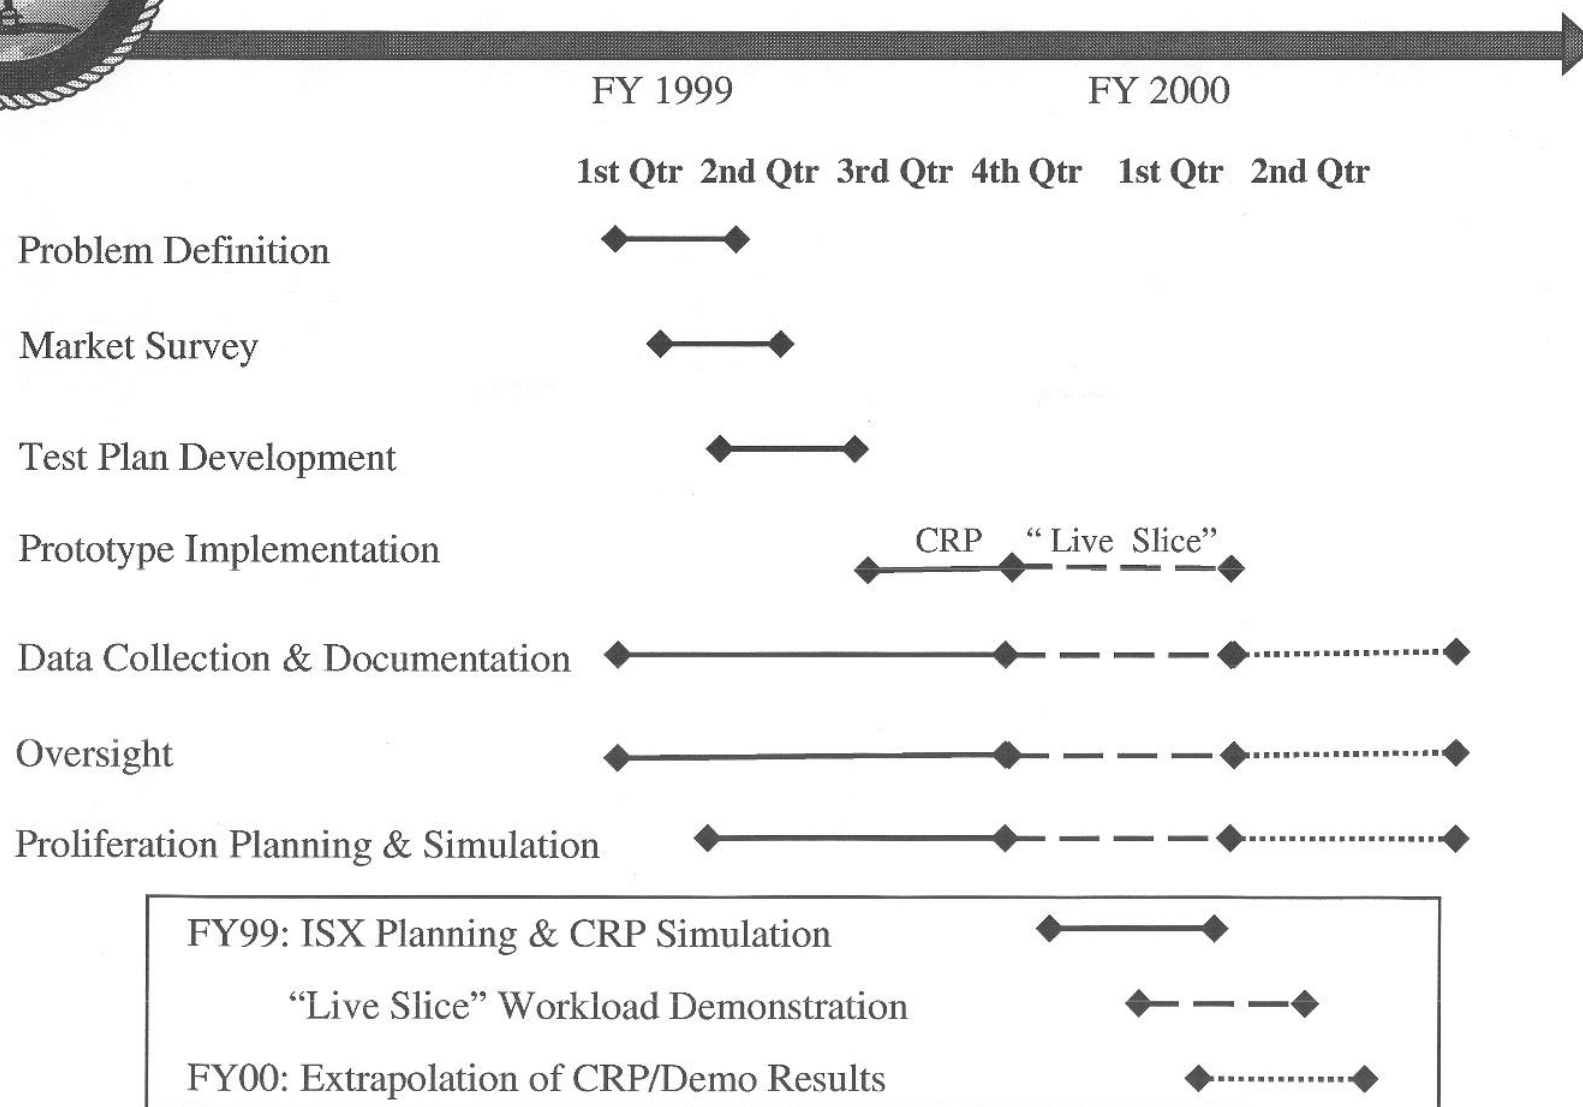 FY 1999 FY 2000
1st Qtr 2nd Qtr 3rd Qtr 4th Qtr 1st Qtr 2nd Qtr
Problem Definition
Market Survey
Test Plan Development
Prototype Implementation CRP “ Live Slice”
Data Collection & Documentation
Oversight
Proliferation Planning & Simulation
FY99: ISX Planning & CRP Simulation
“Live Slice” Workload Demonstration
FY00: Extrapolation of CRP/Demo Results